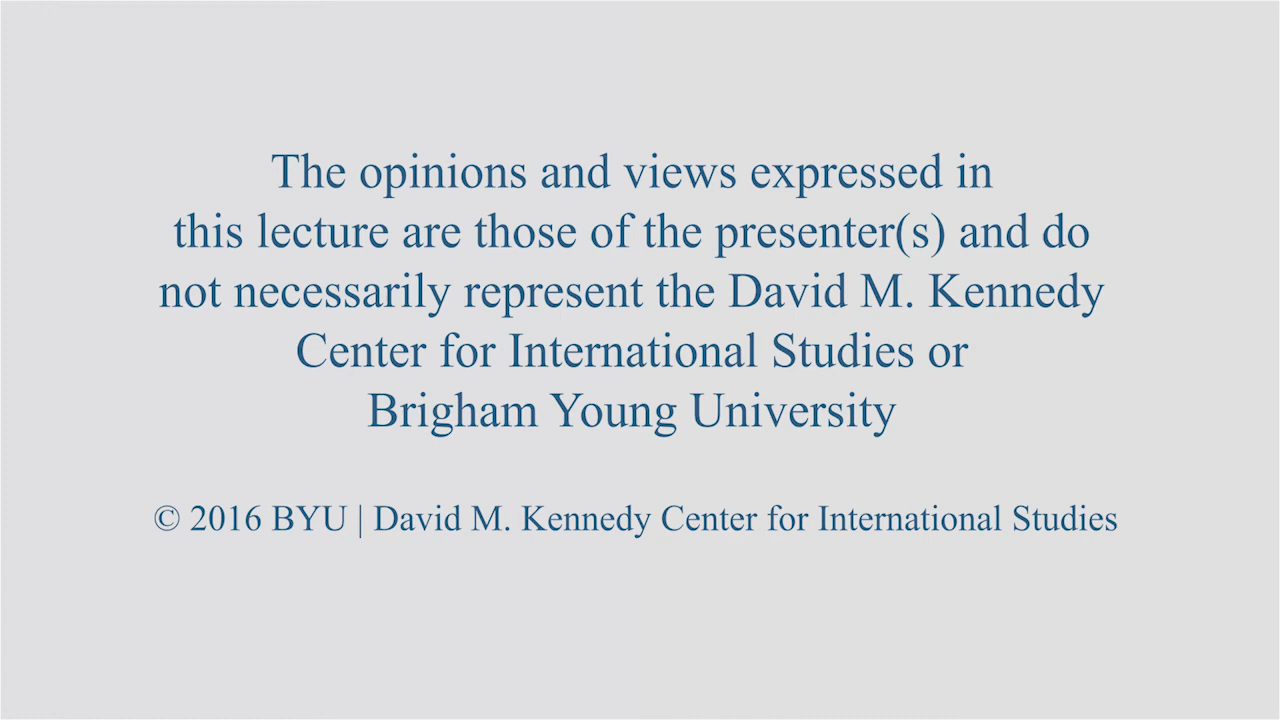 The opinions and views expressed in
this lecture are those of the presenter(s) and do
not necessarily represent the David M. Kennedy
Center for International Studies or
Brigham Young University
© 2016 BYU | David M. Kennedy Center for International Studies